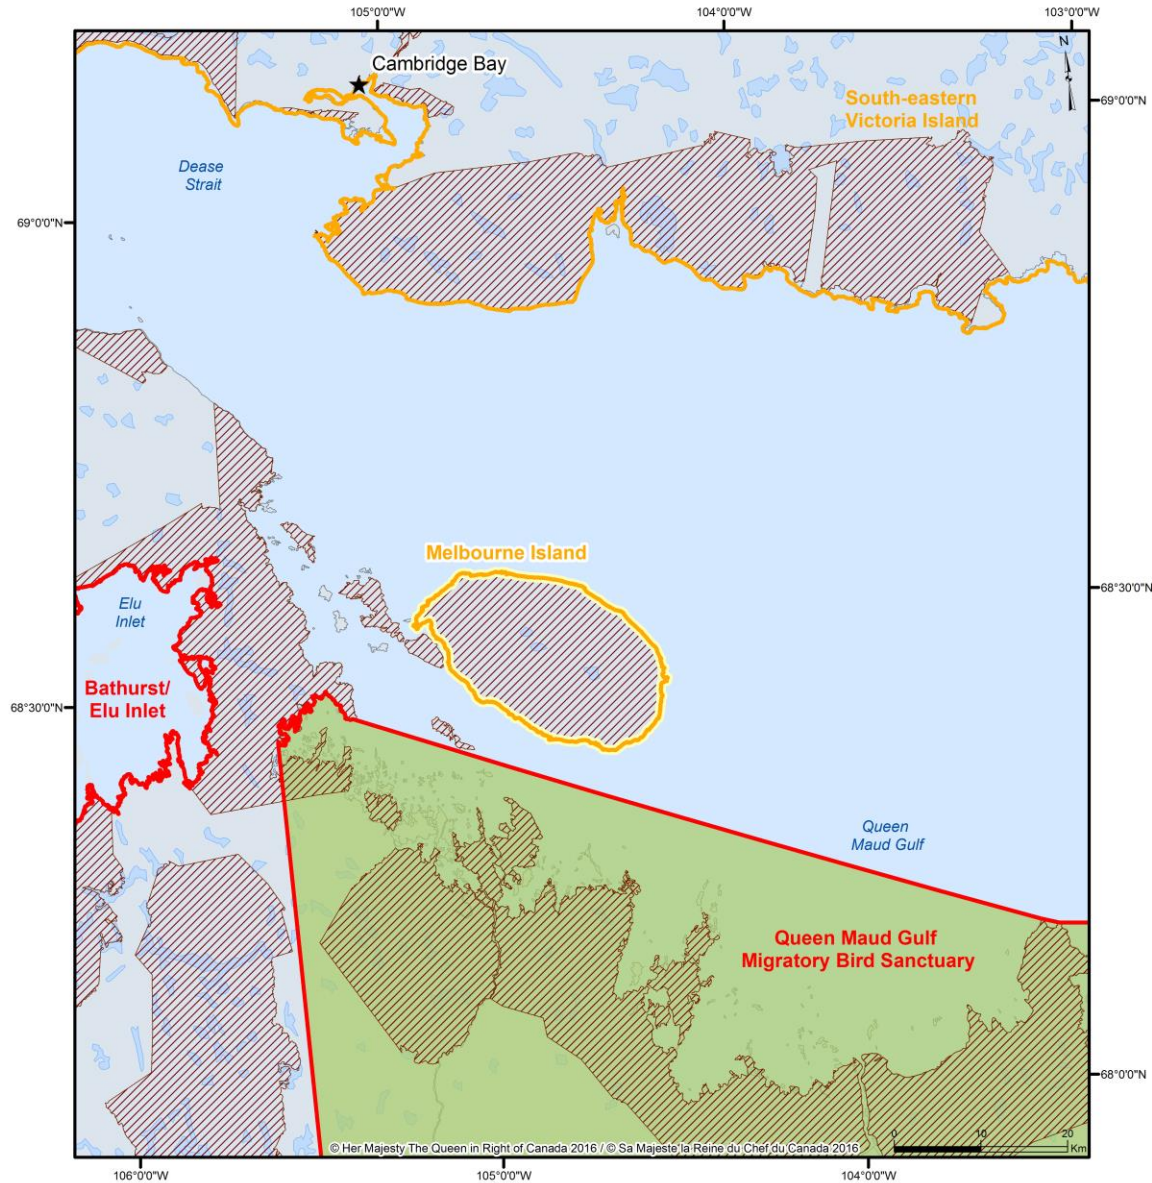 105°0'0"W
104°0'0"W
103°0'0"W
N
Cambridge Bay
69°0'0"N
South-eastern
Victoria Island
Dease
Strait
69°0'0"N
Melbourne Island
68°30'0"N
Elu
Inlet
Bathurst/
Elu Inlet
68°30'0"N
Queen
Maud Gulf
Queen Maud Gulf
Migratory Bird Sanctuary
68°0'0"N
0 10 20
Km
© Her Majesty The Queen in Right of Canada 2016 / © Sa Majeste la Reine du Chef du Canada 2016
106°0'0"W
105°0'0"W
104°0'0"W